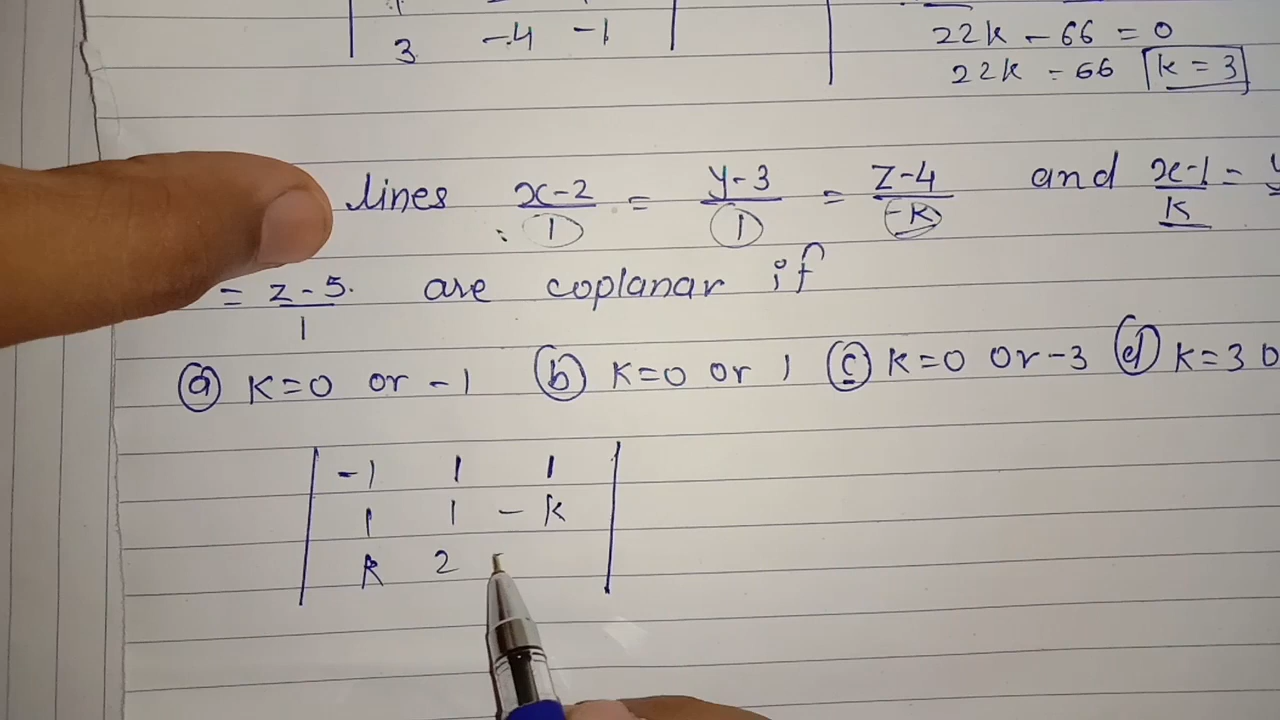 3 -4 -1
22k - 66 = 0
22k = 66 k = 3
lines x-2/1 = y-3/1 = z-4/-k and x-1/k =
= z-5/1 are coplanar if
(a) k=0 or -1 (b) k=0 or 1 (c) k=0 or -3 (d) k=3
-1 1 1
1 1 -k
k 2